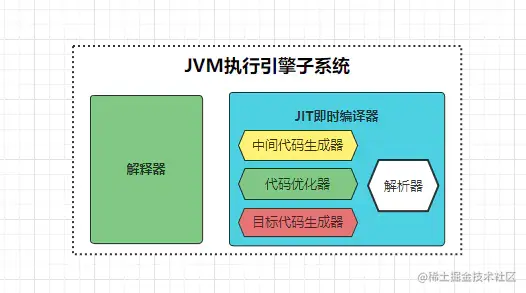 JVM执行引擎子系统
解释器
JIT即时编译器
中间代码生成器
代码优化器
目标代码生成器
解析器
@稀土掘金技术社区